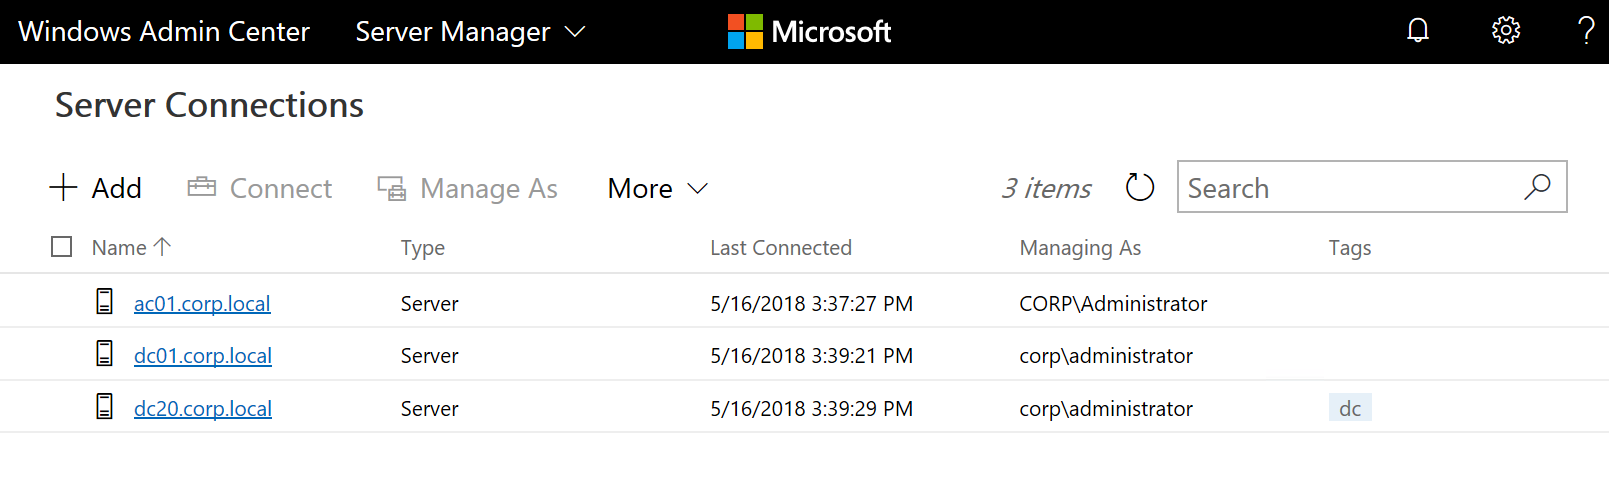 Windows Admin Center Server Manager Microsoft ?
Server Connections
Add Connect Manage As More 3 items Search
Name Type Last Connected Managing As Tags
ac01.corp.local Server 5/16/2018 3:37:27 PM CORP\Administrator
dc01.corp.local Server 5/16/2018 3:39:21 PM corp\administrator
dc20.corp.local Server 5/16/2018 3:39:29 PM corp\administrator dc